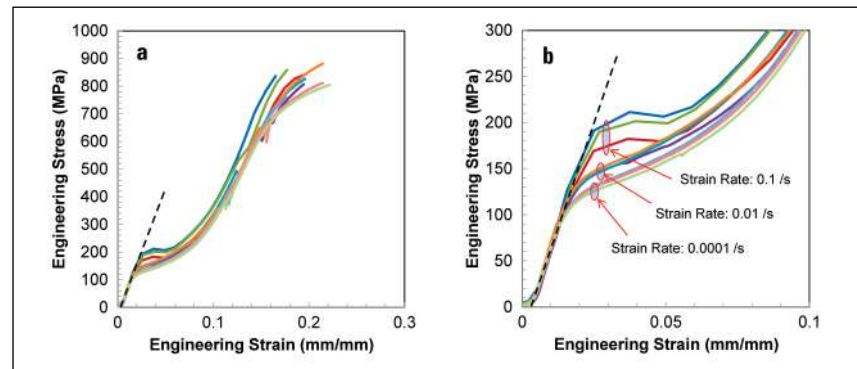 a
1000
900
800
700
600
500
400
300
200
100
0
0
0.1
0.2
0.3
Engineering Stress (MPa)
Engineering Strain (mm/mm)
b
300
250
200
150
100
50
0
0
0.05
0.1
Engineering Stress (MPa)
Engineering Strain (mm/mm)
Strain Rate: 0.1 /s
Strain Rate: 0.01 /s
Strain Rate: 0.0001 /s